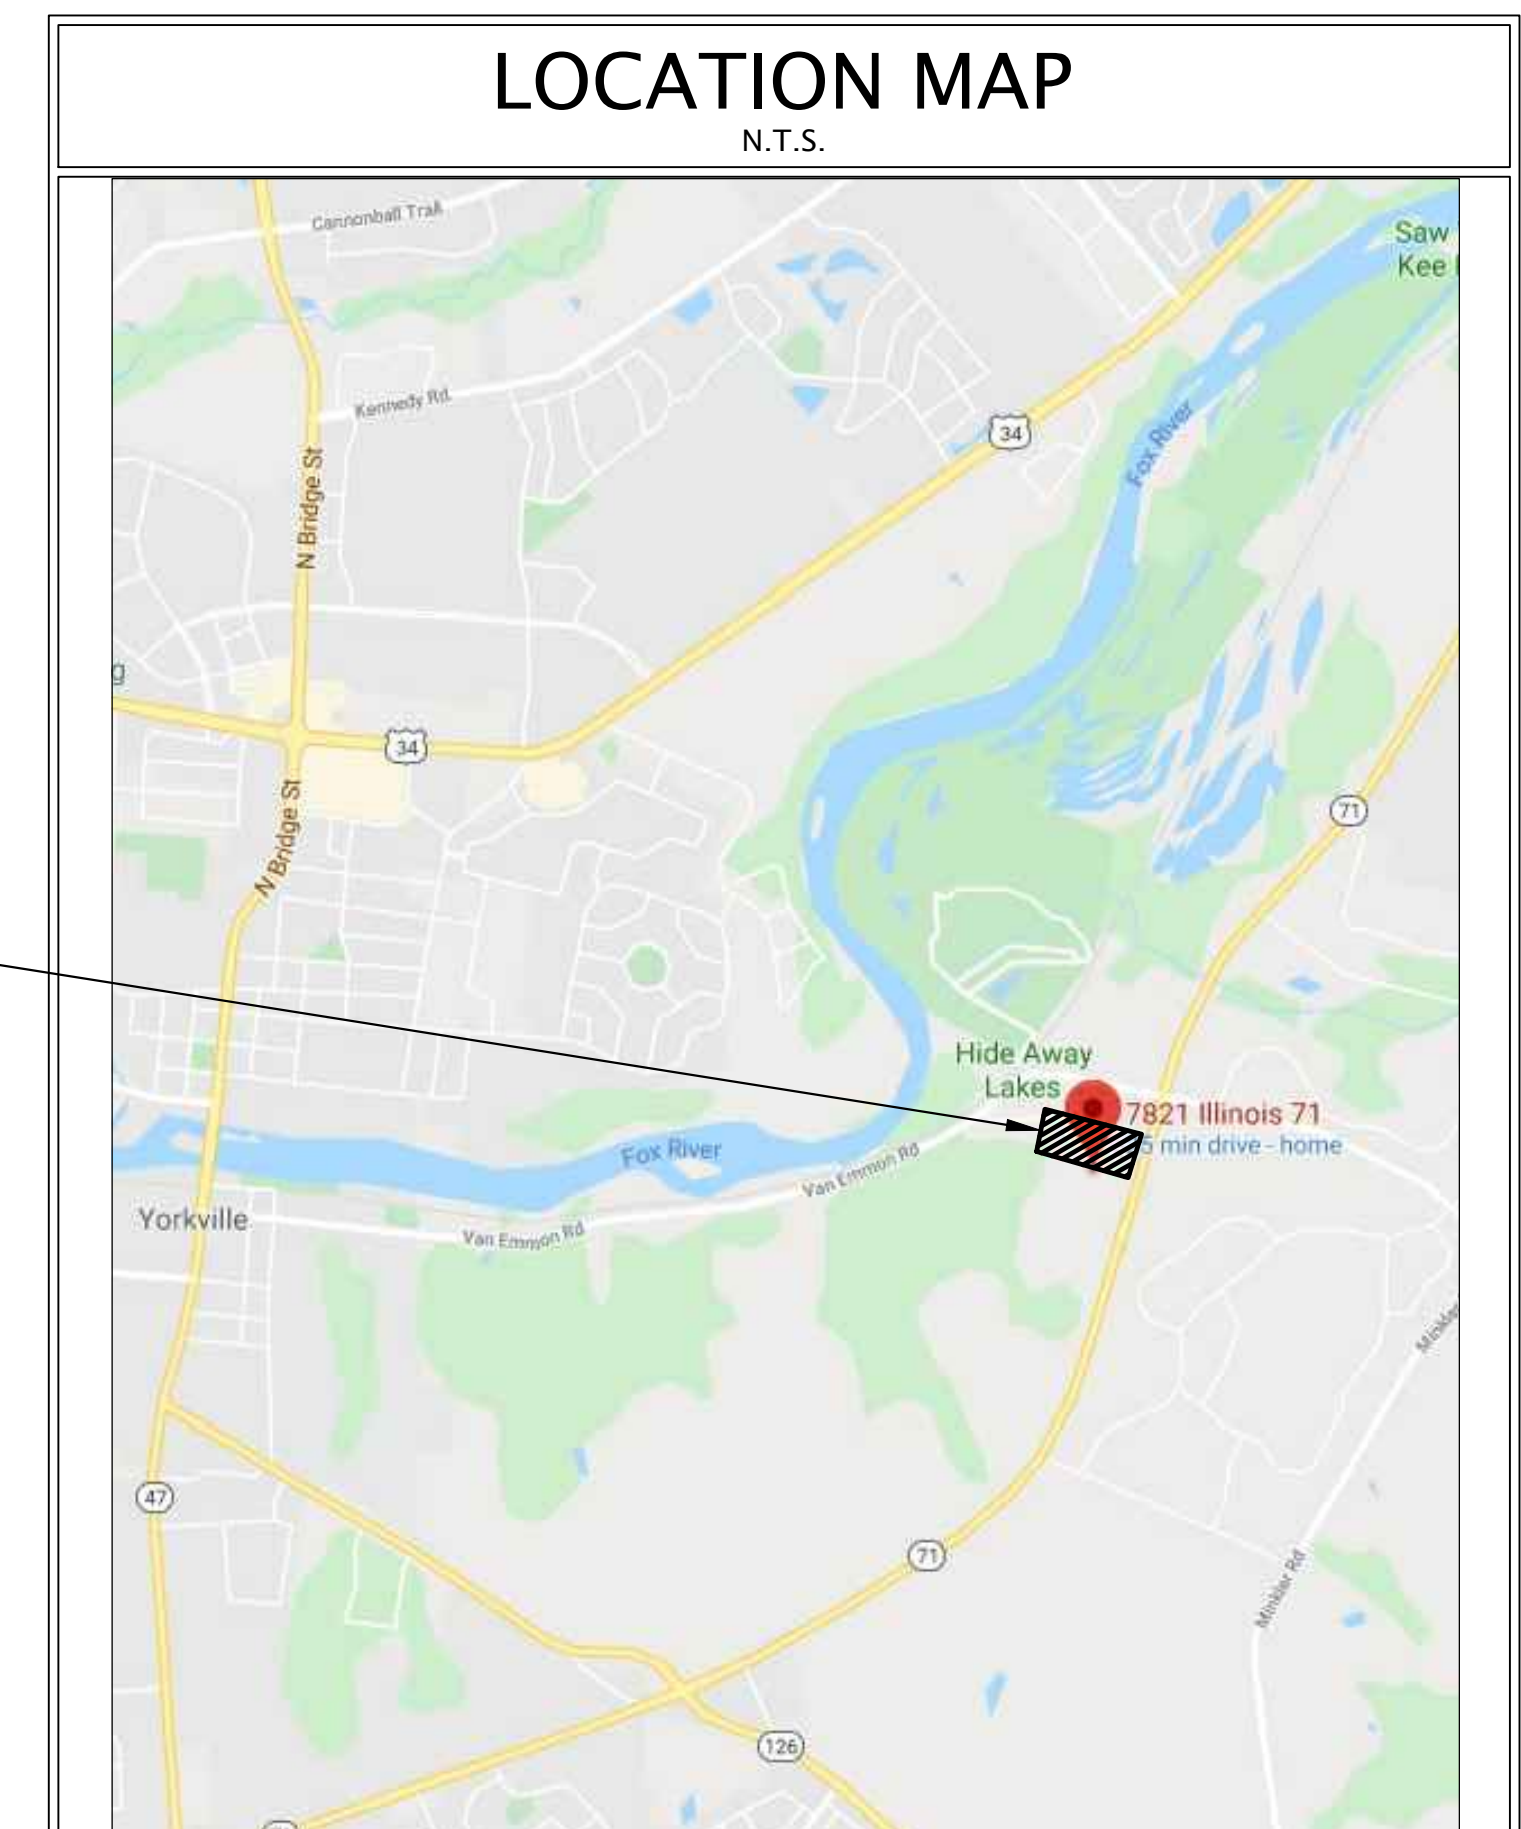 LOCATION MAP
N.T.S.
Cannonball Trail
Saw
Kee
Kennedy Rd
34
Fox River
N Bridge St
g
34
N Bridge St
71
Hide Away
Lakes
7821 Illinois 71
5 min drive - home
Fox River
Van Emmon Rd
Yorkville
Van Emmon Rd
47
71
Minkler Rd
126